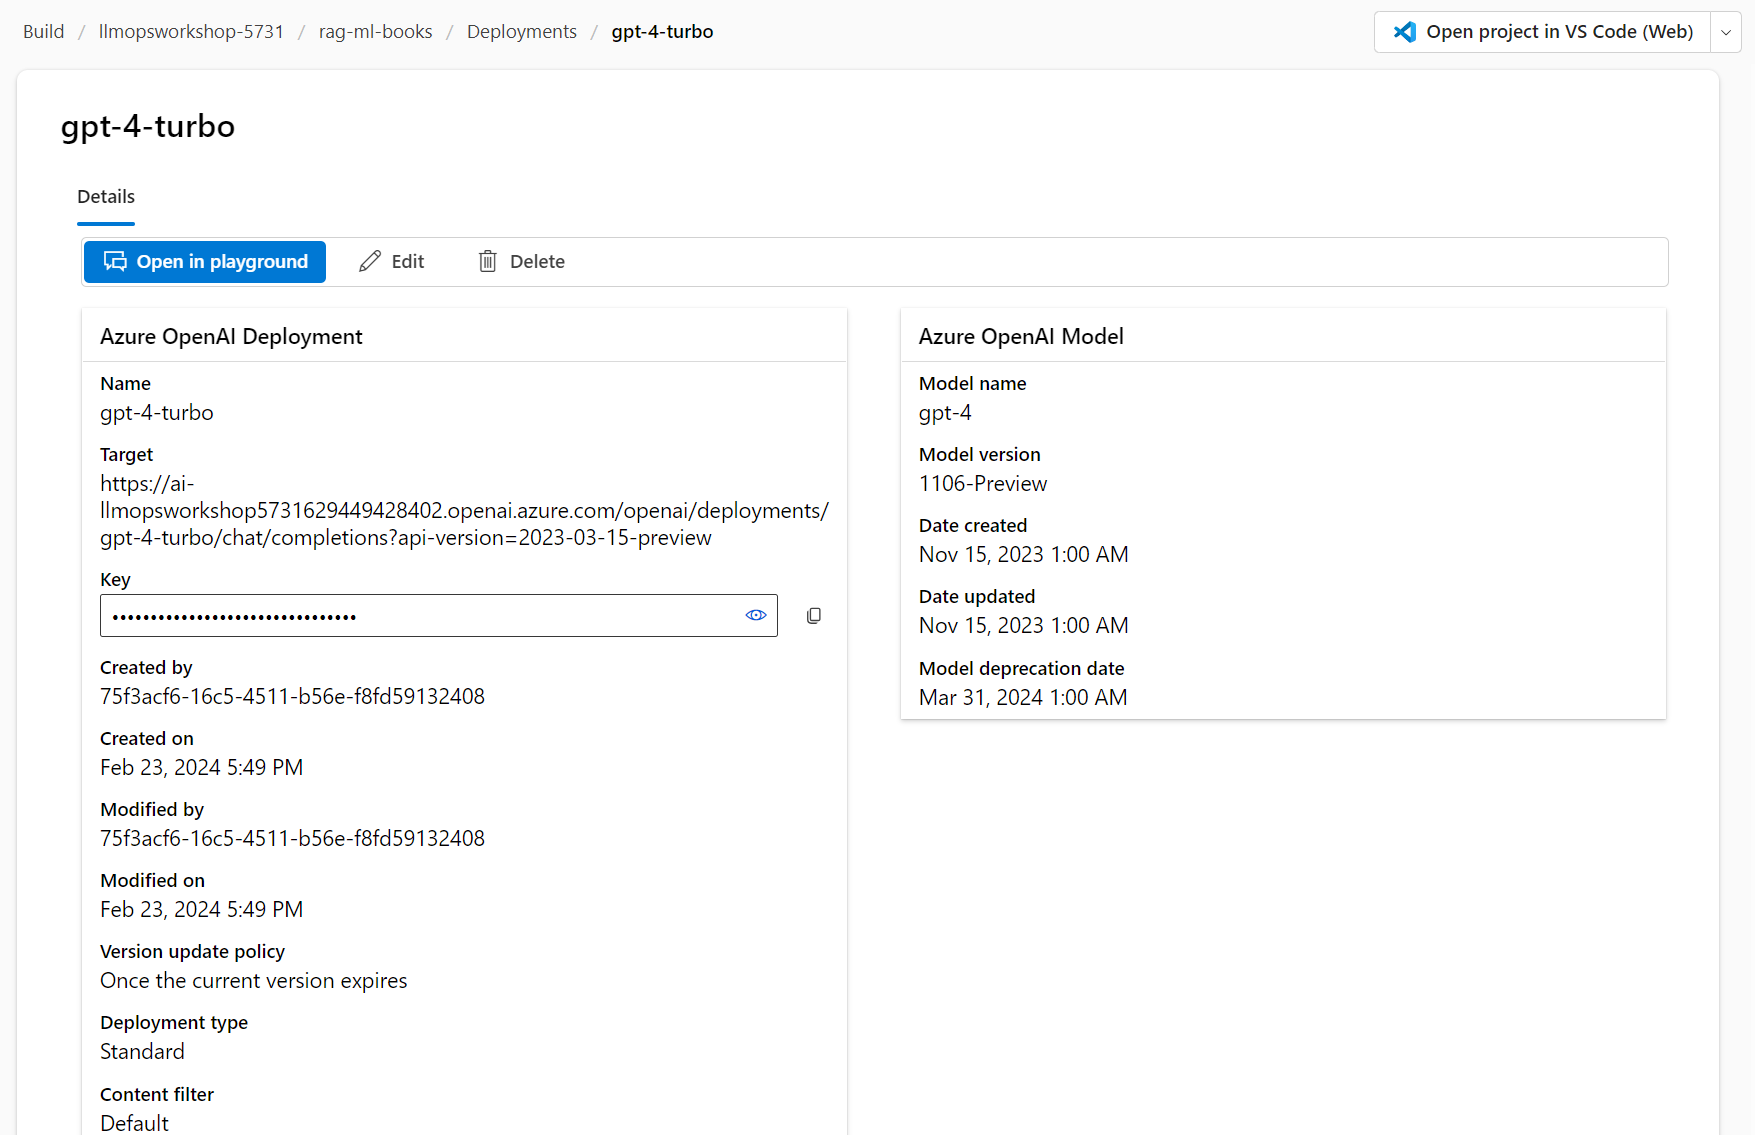 Build / llmopsworkshop-5731 / rag-ml-books / Deployments / gpt-4-turbo
Open project in VS Code (Web)
gpt-4-turbo
Details
Open in playground
Edit
Delete
Azure OpenAI Deployment
Name
gpt-4-turbo
Target
https://ai-
llmopsworkshop5731629449428402.openai.azure.com/openai/deployments/
gpt-4-turbo/chat/completions?api-version=2023-03-15-preview
Key
••••••••••••••••••••••••••••••••
Created by
75f3acf6-16c5-4511-b56e-f8fd59132408
Created on
Feb 23, 2024 5:49 PM
Modified by
75f3acf6-16c5-4511-b56e-f8fd59132408
Modified on
Feb 23, 2024 5:49 PM
Version update policy
Once the current version expires
Deployment type
Standard
Content filter
Default
Azure OpenAI Model
Model name
gpt-4
Model version
1106-Preview
Date created
Nov 15, 2023 1:00 AM
Date updated
Nov 15, 2023 1:00 AM
Model deprecation date
Mar 31, 2024 1:00 AM